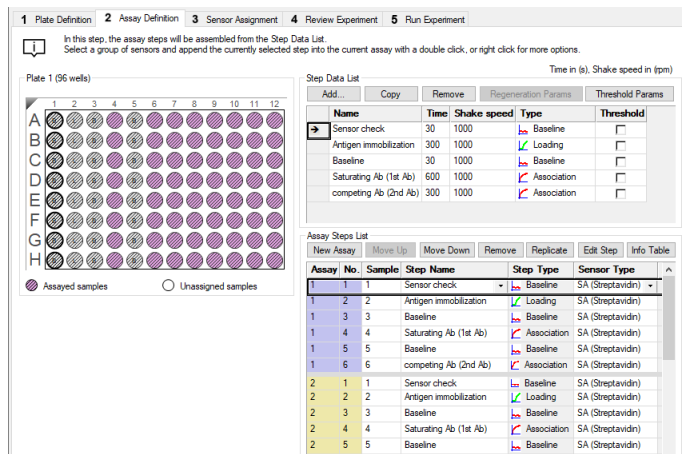 1 Plate Definition 2 Assay Definition 3 Sensor Assignment 4 Review Experiment 5 Run Experiment
In this step, the assay steps will be assembled from the Step Data List.
Select a group of sensors and append the currently selected step into the current assay with a double click, or right click for more options.
Time in (s), Shake speed in (rpm)
Plate 1 (96 wells)
1 2 3 4 5 6 7 8 9 10 11 12
A
B
C
D
E
F
G
H
Assayed samples Unassigned samples
Step Data List
Add... Copy Remove Regeneration Params Threshold Params
Name Time Shake speed Type Threshold
Sensor check 30 1000 Baseline
Antigen immobilization 300 1000 Loading
Baseline 30 1000 Baseline
Saturating Ab (1st Ab) 600 1000 Association
competing Ab (2nd Ab) 300 1000 Association
Assay Steps List
New Assay Move Up Move Down Remove Replicate Edit Step Info Table
Assay No. Sample Step Name Step Type Sensor Type
1 1 1 Sensor check Baseline SA (Streptavidin)
1 2 2 Antigen immobilization Loading SA (Streptavidin)
1 3 3 Baseline Baseline SA (Streptavidin)
1 4 4 Saturating Ab (1st Ab) Association SA (Streptavidin)
1 5 5 Baseline Baseline SA (Streptavidin)
1 6 6 competing Ab (2nd Ab) Association SA (Streptavidin)
2 1 1 Sensor check Baseline SA (Streptavidin)
2 2 2 Antigen immobilization Loading SA (Streptavidin)
2 3 3 Baseline Baseline SA (Streptavidin)
2 4 4 Saturating Ab (1st Ab) Association SA (Streptavidin)
2 5 5 Baseline Baseline SA (Streptavidin)